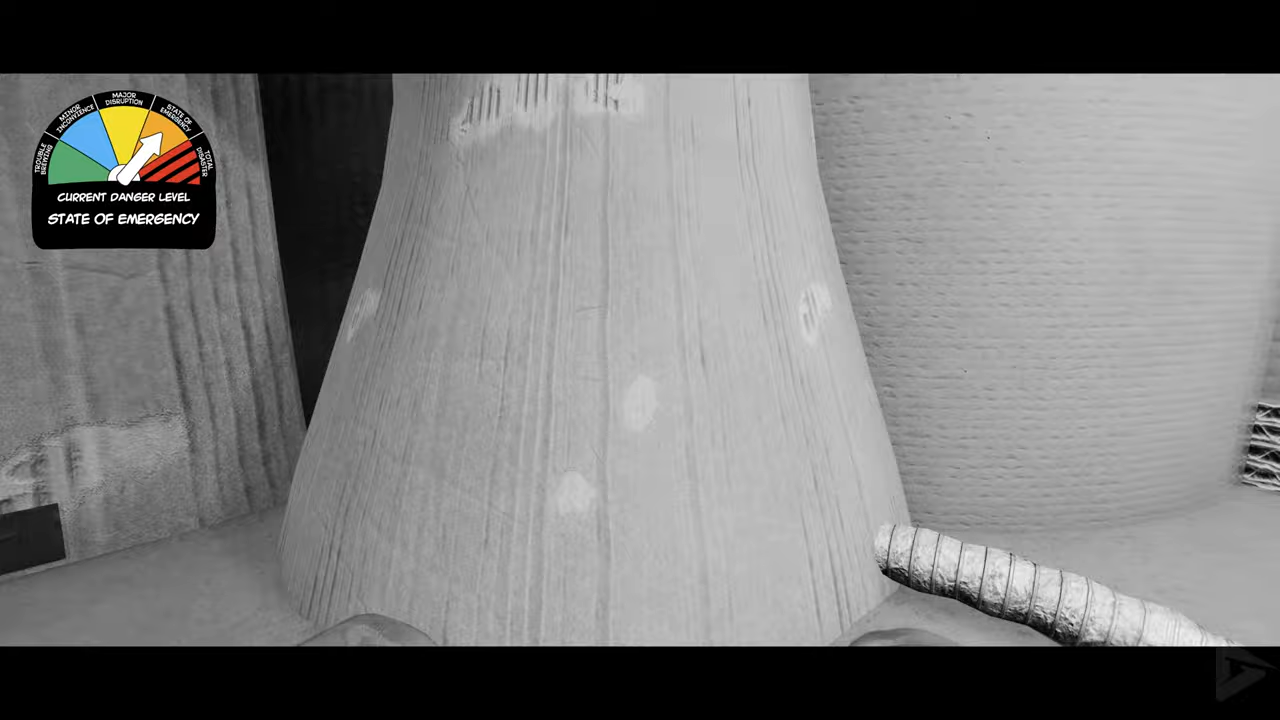 TROUBLE
BREWING
MINOR
INCONVIENCE
MAJOR
DISRUPTION
STATE OF
EMERGENCY
TOTAL
DISASTER
CURRENT DANGER LEVEL
STATE OF EMERGENCY